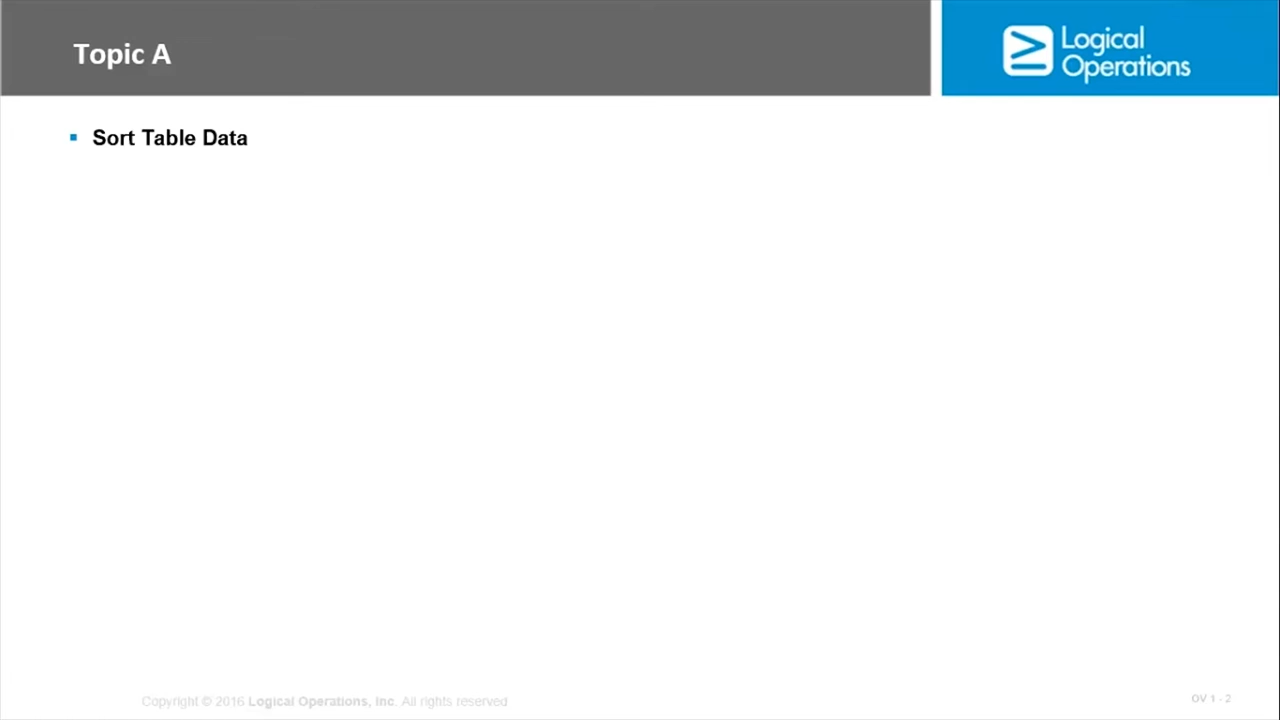 Topic A
Logical
Operations
Sort Table Data
Copyright © 2016 Logical Operations, Inc. All rights reserved
OV 1 - 2